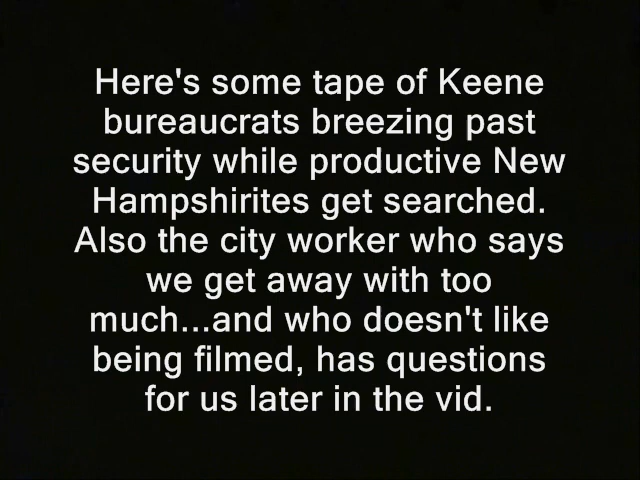 Here's some tape of Keene
bureaucrats breezing past
security while productive New
Hampshirites get searched.
Also the city worker who says
we get away with too
much...and who doesn't like
being filmed, has questions
for us later in the vid.